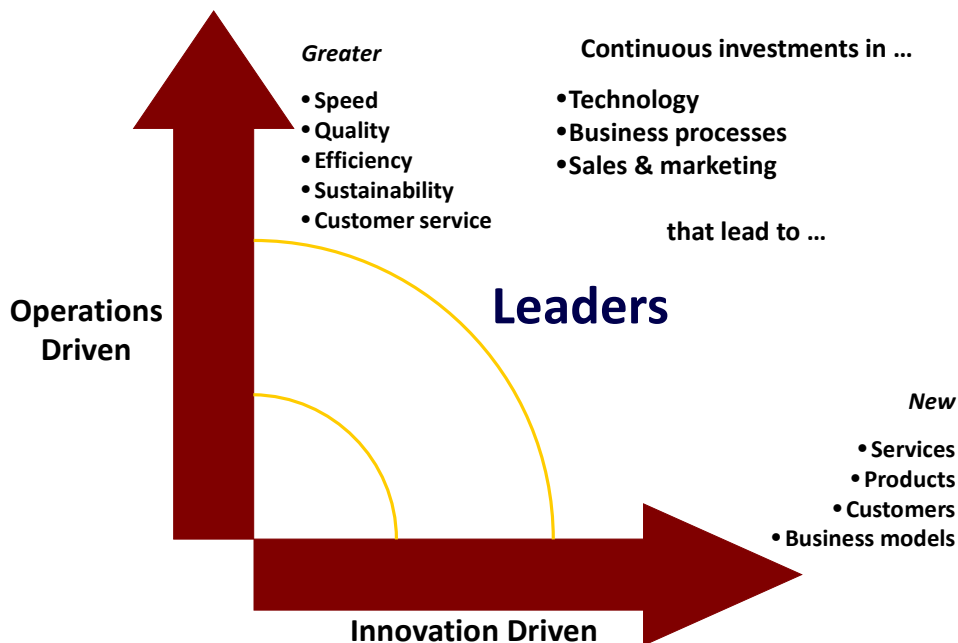 Greater
• Speed
• Quality
• Efficiency
• Sustainability
• Customer service
Continuous investments in …
•Technology
•Business processes
•Sales & marketing
that lead to …
Leaders
Operations
Driven
New
• Services
• Products
• Customers
• Business models
Innovation Driven